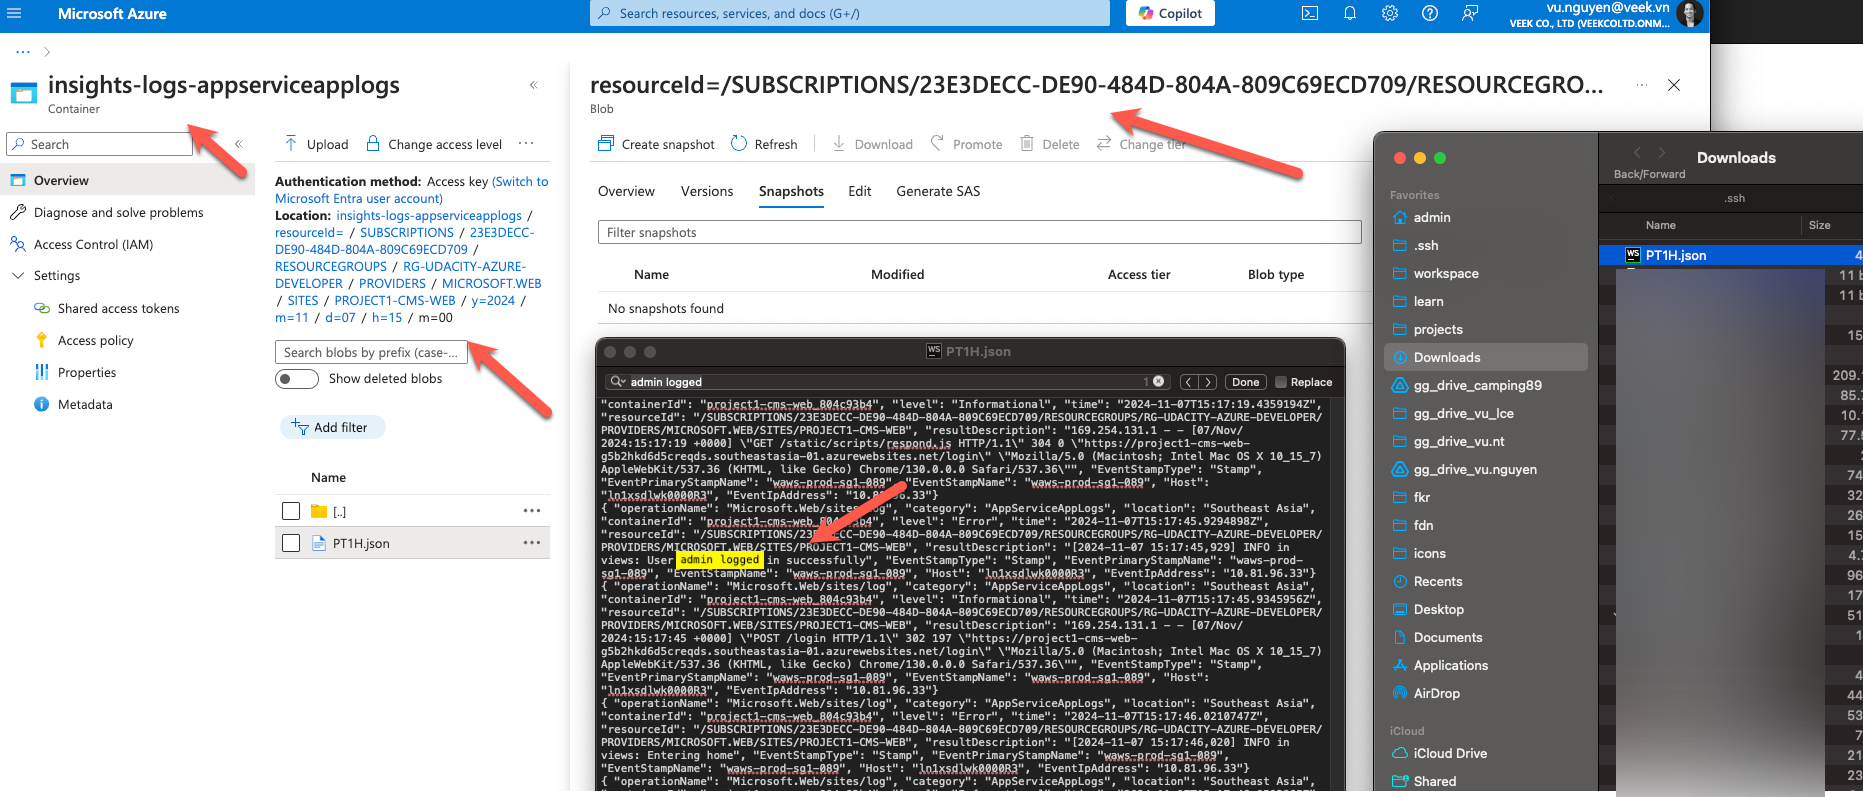 Microsoft Azure
Search resources, services, and docs (G+/)
Copilot
vu.nguyen@veek.vn
VEEK CO., LTD (VEEKCOLTD.ONM...
insights-logs-appserviceapplogs
Container
Search
Overview
Diagnose and solve problems
Access Control (IAM)
Settings
Shared access tokens
Access policy
Properties
Metadata
Upload
Change access level
Authentication method: Access key (Switch to
Microsoft Entra user account)
Location: insights-logs-appserviceapplogs /
resourceId= / SUBSCRIPTIONS / 23E3DECC-
DE90-484D-804A-809C69ECD709 /
RESOURCEGROUPS / RG-UDACITY-AZURE-
DEVELOPER / PROVIDERS / MICROSOFT.WEB
/ SITES / PROJECT1-CMS-WEB / y=2024 /
m=11 / d=07 / h=15 / m=00
Search blobs by prefix (case-...
Show deleted blobs
Add filter
Name
[..]
PT1H.json
resourceId=/SUBSCRIPTIONS/23E3DECC-DE90-484D-804A-809C69ECD709/RESOURCEGRO...
Blob
Create snapshot
Refresh
Download
Promote
Delete
Change tier
Overview
Versions
Snapshots
Edit
Generate SAS
Filter snapshots
Name
Modified
Access tier
Blob type
No snapshots found
PT1H.json
admin logged
1
Done
Replace
"containerId": "project1-cms-web_804c93b4", "level": "Informational", "time": "2024-11-07T15:17:19.4359194Z",
"resourceId": "/SUBSCRIPTIONS/23E3DECC-DE90-484D-804A-809C69ECD709/RESOURCEGROUPS/RG-UDACITY-AZURE-DEVELOPER/
PROVIDERS/MICROSOFT.WEB/SITES/PROJECT1-CMS-WEB", "resultDescription": "169.254.131.1 - - [07/Nov/
2024:15:17:19 +0000] \"GET /static/scripts/respond.js HTTP/1.1\" 304 0 \"https://project1-cms-web-
g5b2hkd6d5creqds.southeastasia-01.azurewebsites.net/login\" \"Mozilla/5.0 (Macintosh; Intel Mac OS X 10_15_7)
AppleWebKit/537.36 (KHTML, like Gecko) Chrome/130.0.0.0 Safari/537.36\"", "EventStampType": "Stamp",
"EventPrimaryStampName": "waws-prod-sg1-089", "EventStampName": "waws-prod-sg1-089", "Host":
"ln1xsdlwk0000R3", "EventIpAddress": "10.81.96.33"}
{ "operationName": "Microsoft.Web/sites/log", "category": "AppServiceAppLogs", "location": "Southeast Asia",
"containerId": "project1-cms-web_804c93b4", "level": "Error", "time": "2024-11-07T15:17:45.9294898Z",
"resourceId": "/SUBSCRIPTIONS/23E3DECC-DE90-484D-804A-809C69ECD709/RESOURCEGROUPS/RG-UDACITY-AZURE-DEVELOPER/
PROVIDERS/MICROSOFT.WEB/SITES/PROJECT1-CMS-WEB", "resultDescription": "[2024-11-07 15:17:45,929] INFO in
views: User admin logged in successfully", "EventStampType": "Stamp", "EventPrimaryStampName": "waws-prod-
sg1-089", "EventStampName": "waws-prod-sg1-089", "Host": "ln1xsdlwk0000R3", "EventIpAddress": "10.81.96.33"}
{ "operationName": "Microsoft.Web/sites/log", "category": "AppServiceAppLogs", "location": "Southeast Asia",
"containerId": "project1-cms-web_804c93b4", "level": "Informational", "time": "2024-11-07T15:17:45.9345956Z",
"resourceId": "/SUBSCRIPTIONS/23E3DECC-DE90-484D-804A-809C69ECD709/RESOURCEGROUPS/RG-UDACITY-AZURE-DEVELOPER/
PROVIDERS/MICROSOFT.WEB/SITES/PROJECT1-CMS-WEB", "resultDescription": "169.254.131.1 - - [07/Nov/
2024:15:17:45 +0000] \"POST /login HTTP/1.1\" 302 197 \"https://project1-cms-web-
g5b2hkd6d5creqds.southeastasia-01.azurewebsites.net/login\" \"Mozilla/5.0 (Macintosh; Intel Mac OS X 10_15_7)
AppleWebKit/537.36 (KHTML, like Gecko) Chrome/130.0.0.0 Safari/537.36\"", "EventStampType": "Stamp",
"EventPrimaryStampName": "waws-prod-sg1-089", "EventStampName": "waws-prod-sg1-089", "Host":
"ln1xsdlwk0000R3", "EventIpAddress": "10.81.96.33"}
{ "operationName": "Microsoft.Web/sites/log", "category": "AppServiceAppLogs", "location": "Southeast Asia",
"containerId": "project1-cms-web_804c93b4", "level": "Error", "time": "2024-11-07T15:17:46.0210747Z",
"resourceId": "/SUBSCRIPTIONS/23E3DECC-DE90-484D-804A-809C69ECD709/RESOURCEGROUPS/RG-UDACITY-AZURE-DEVELOPER/
PROVIDERS/MICROSOFT.WEB/SITES/PROJECT1-CMS-WEB", "resultDescription": "[2024-11-07 15:17:46,020] INFO in
views: Entering home", "EventStampType": "Stamp", "EventPrimaryStampName": "waws-prod-sg1-089",
"EventStampName": "waws-prod-sg1-089", "Host": "ln1xsdlwk0000R3", "EventIpAddress": "10.81.96.33"}
{ "operationName": "Microsoft.Web/sites/log", "category": "AppServiceAppLogs", "location": "Southeast Asia",
Favorites
admin
.ssh
workspace
learn
projects
Downloads
gg_drive_camping89
gg_drive_vu_lce
gg_drive_vu.nt
gg_drive_vu.nguyen
fkr
fdn
icons
Recents
Desktop
Documents
Applications
AirDrop
iCloud
iCloud Drive
Shared
Downloads
Back/Forward
.ssh
Name
Size
PT1H.json
4
11 b
11 b
15
209.
85.
10.
77.
2
74
32
26
25
56
96
17
51
1
4
44
53
7
21
23